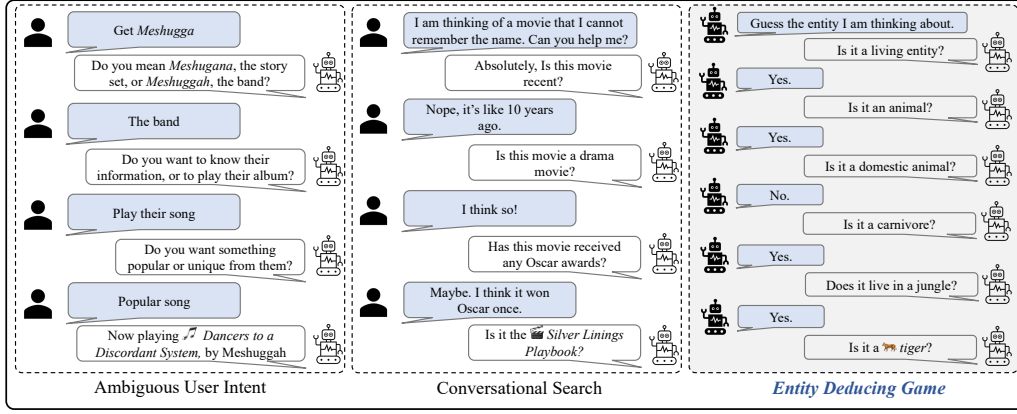 Get Meshugga
Do you mean Meshugana, the story
set, or Meshuggah, the band?
The band
Do you want to know their
information, or to play their album?
Play their song
Do you want something
popular or unique from them?
Popular song
Now playing Dancers to a
Discordant System, by Meshuggah
Ambiguous User Intent
I am thinking of a movie that I cannot
remember the name. Can you help me?
Absolutely, Is this movie
recent?
Nope, it's like 10 years
ago.
Is this movie a drama
movie?
I think so!
Has this movie received
any Oscar awards?
Maybe. I think it won
Oscar once.
Is it the Silver Linings
Playbook?
Conversational Search
Guess the entity I am thinking about.
Is it a living entity?
Yes.
Is it an animal?
Yes.
Is it a domestic animal?
No.
Is it a carnivore?
Yes.
Does it live in a jungle?
Yes.
Is it a tiger?
Entity Deducing Game